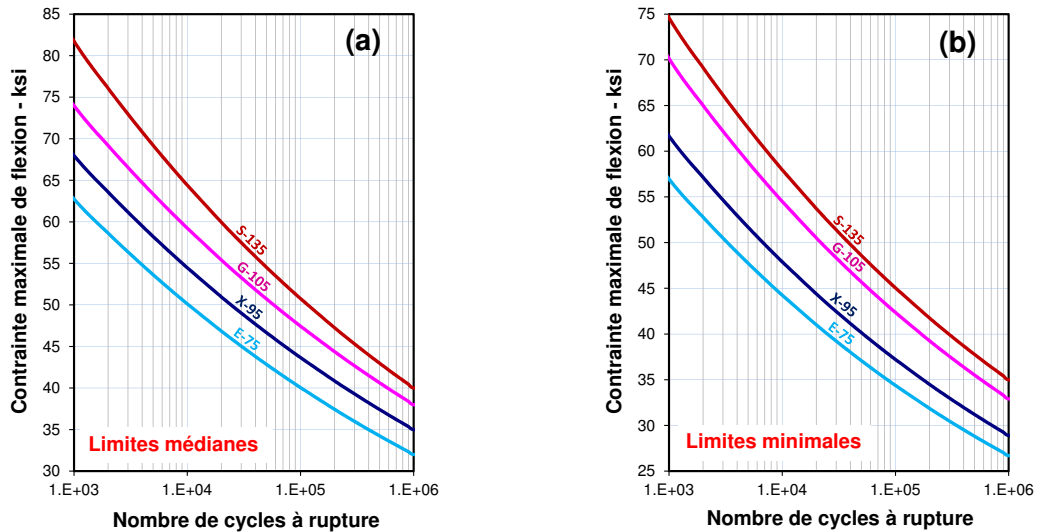 (a)
Contrainte maximale de flexion - ksi
85
80
75
70
65
60
55
50
45
40
35
30
S-135
G-105
X-95
E-75
Limites médianes
1.E+03
1.E+04
1.E+05
1.E+06
Nombre de cycles à rupture
(b)
Contrainte maximale de flexion - ksi
75
70
65
60
55
50
45
40
35
30
25
S-135
G-105
X-95
E-75
Limites minimales
1.E+03
1.E+04
1.E+05
1.E+06
Nombre de cycles à rupture